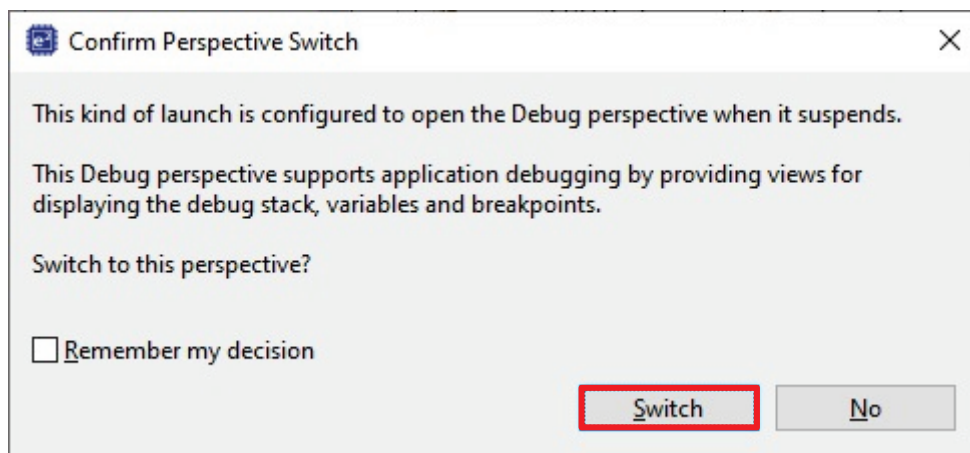 e²
Confirm Perspective Switch
This kind of launch is configured to open the Debug perspective when it suspends.
This Debug perspective supports application debugging by providing views for
displaying the debug stack, variables and breakpoints.
Switch to this perspective?
Remember my decision
Switch No